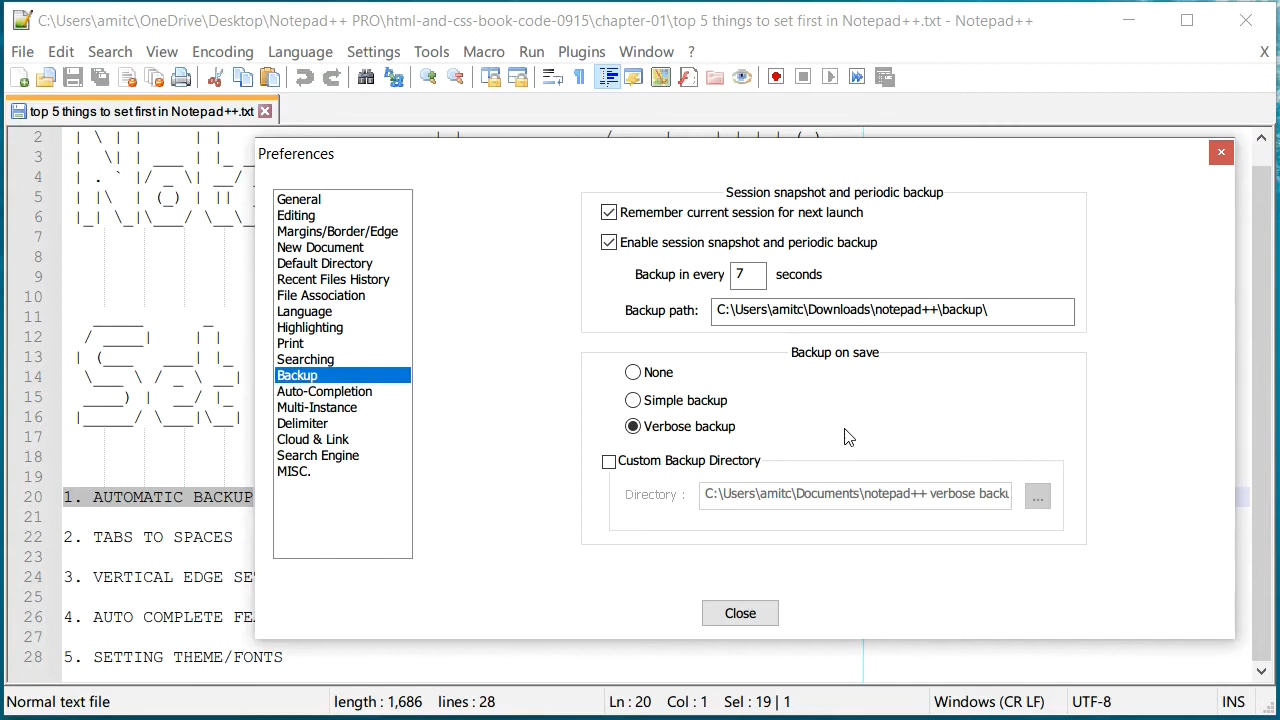 C:\Users\amitc\OneDrive\Desktop\Notepad++ PRO\html-and-css-book-code-0915\chapter-01\top 5 things to set first in Notepad++.txt - Notepad++
File Edit Search View Encoding Language Settings Tools Macro Run Plugins Window ? X
top 5 things to set first in Notepad++.txt
Preferences
General
Editing
Margins/Border/Edge
New Document
Default Directory
Recent Files History
File Association
Language
Highlighting
Print
Searching
Backup
Auto-Completion
Multi-Instance
Delimiter
Cloud & Link
Search Engine
MISC.
Session snapshot and periodic backup
Remember current session for next launch
Enable session snapshot and periodic backup
Backup in every 7 seconds
Backup path: C:\Users\amitc\Downloads\notepad++\backup\
Backup on save
None
Simple backup
Verbose backup
Custom Backup Directory
Directory : C:\Users\amitc\Documents\notepad++ verbose backu
...
Close
2
3
4
5
6
7
8
9
10
11
12
13
14
15
16
17
18
19
20 1. AUTOMATIC BACKUP
21
22 2. TABS TO SPACES
23
24 3. VERTICAL EDGE SE
25
26 4. AUTO COMPLETE FE
27
28 5. SETTING THEME/FONTS
Normal text file length : 1,686 lines : 28 Ln : 20 Col : 1 Sel : 19 | 1 Windows (CR LF) UTF-8 INS